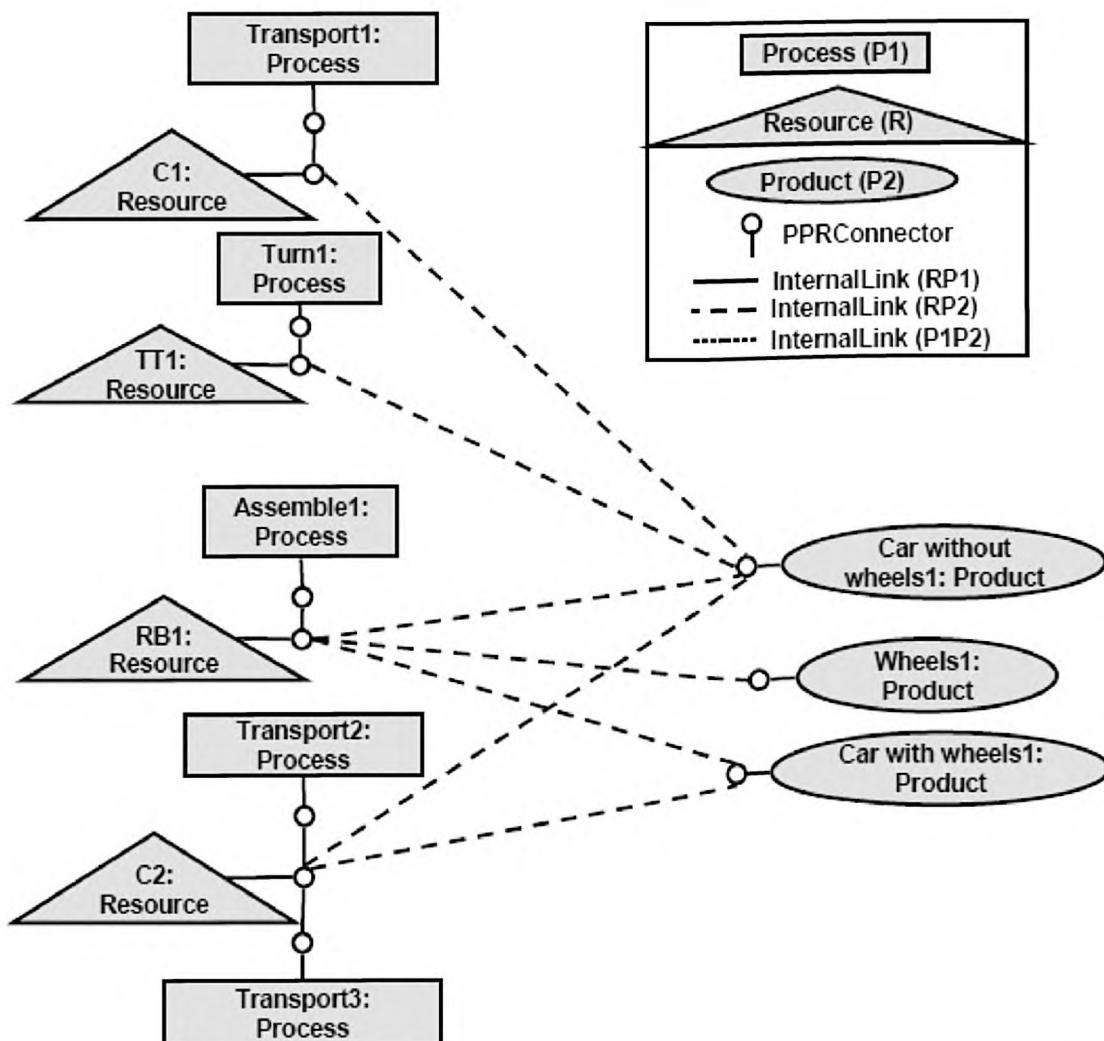 Transport1:
Process
C1:
Resource
Turn1:
Process
TT1:
Resource
Assemble1:
Process
RB1:
Resource
Transport2:
Process
C2:
Resource
Transport3:
Process
Process (P1)
Resource (R)
Product (P2)
PPRConnector
InternalLink (RP1)
InternalLink (RP2)
InternalLink (P1P2)
Car without
wheels1: Product
Wheels1:
Product
Car with wheels1:
Product